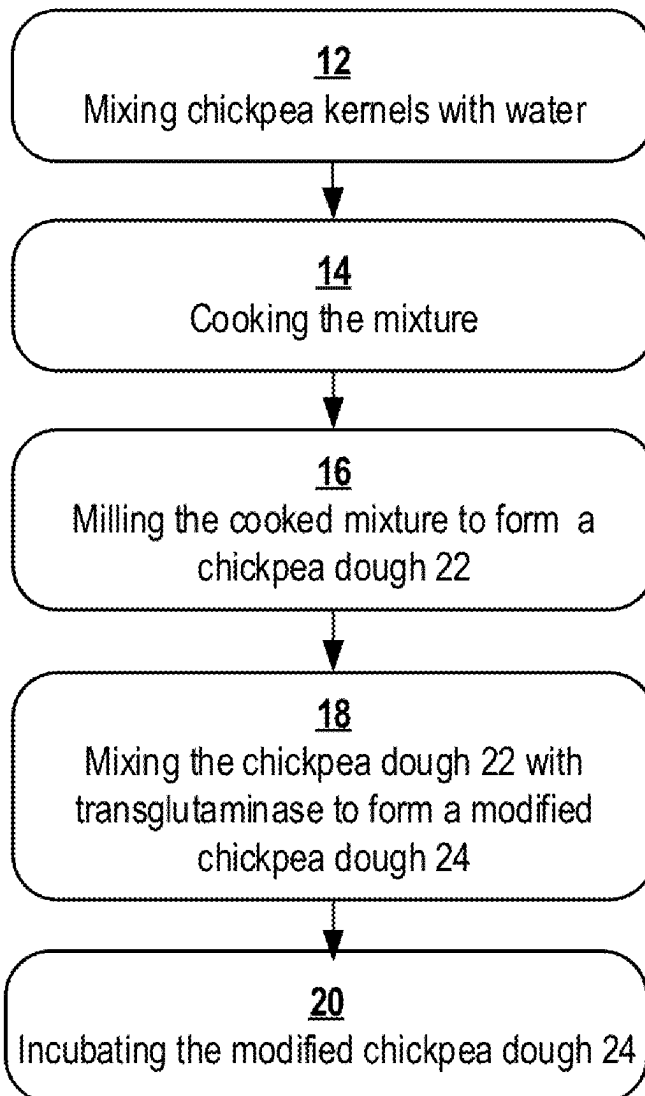 12
Mixing chickpea kernels with water
14
Cooking the mixture
16
Milling the cooked mixture to form a
chickpea dough 22
18
Mixing the chickpea dough 22 with
transglutaminase to form a modified
chickpea dough 24
20
Incubating the modified chickpea dough 24